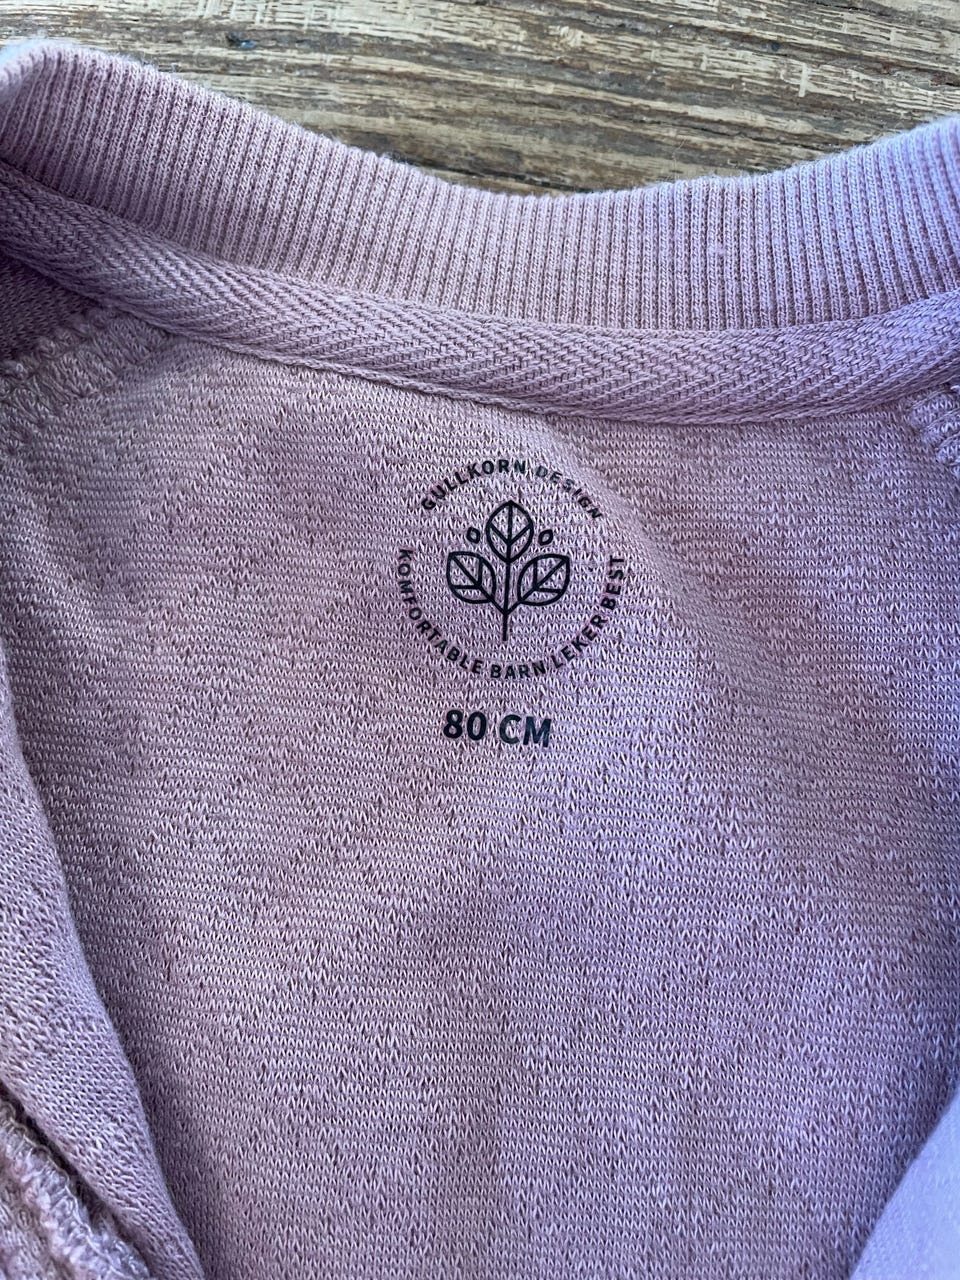 GULLKORN DESIGN
KOMFORTABLE BARN LEKER BEST
80 CM